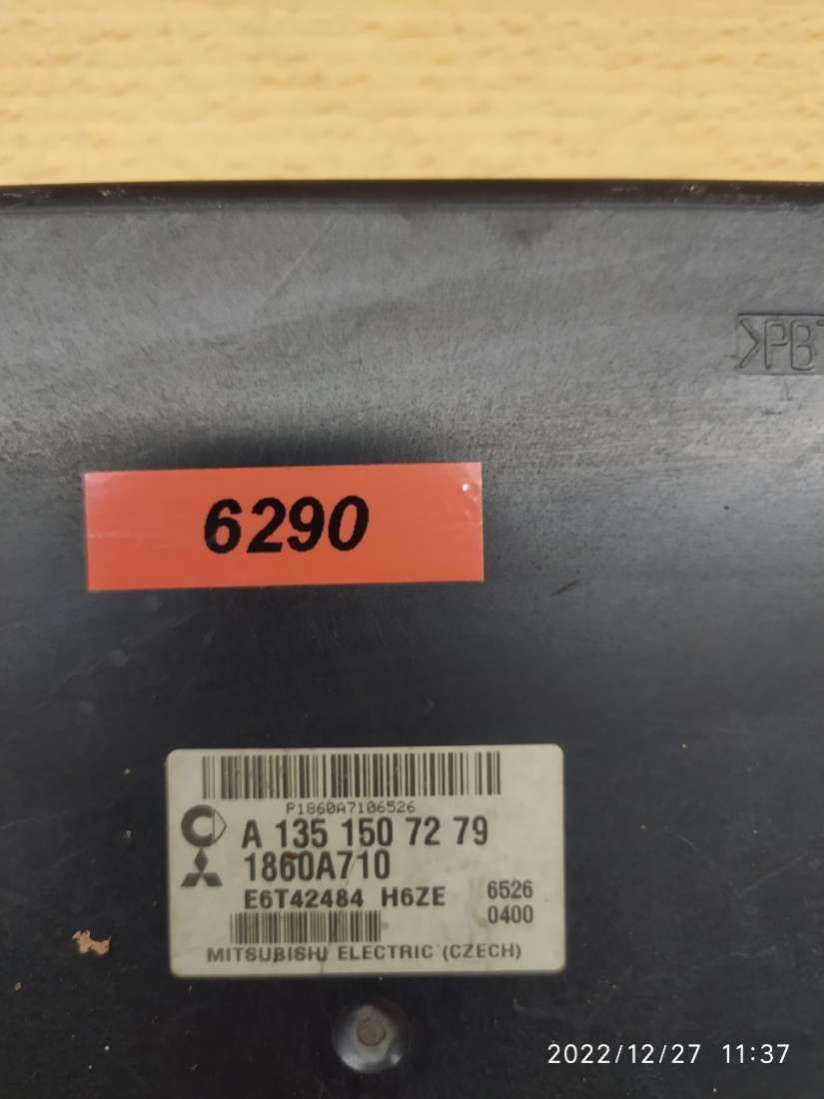 >PBT
6290
P1860A7106526
A 135 150 72 79
1860A710
E6T42484 H6ZE
6526
0400
MITSUBISHI ELECTRIC (CZECH)
2022/12/27 11:37